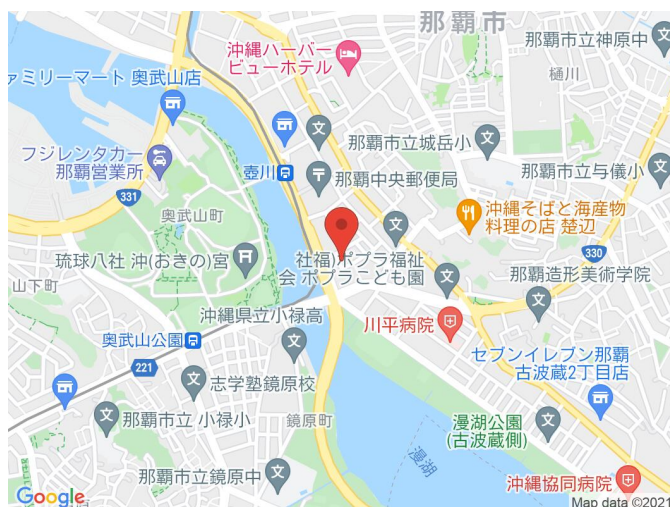 那覇市
那覇市立神原中
沖縄ハーバー
ビューホテル
樋川
ファミリーマート 奥武山店
那覇市立城岳小
フジレンタカー
那覇営業所
壺川
那覇中央郵便局
那覇市立与儀小
331
奥武山町
沖縄そばと海産物
料理の店 楚辺
琉球八社 沖(おきの)宮
社福)ポプラ福祉
会 ポプラこども園
山下町
那覇造形美術学院
沖縄県立小禄高
330
川平病院
奥武山公園
セブンイレブン那覇
古波蔵2丁目店
221
志学塾鏡原校
那覇市立 小禄小
鏡原町
漫湖公園
(古波蔵側)
漫湖
那覇市立鏡原中
沖縄協同病院
Google
Map data ©2021